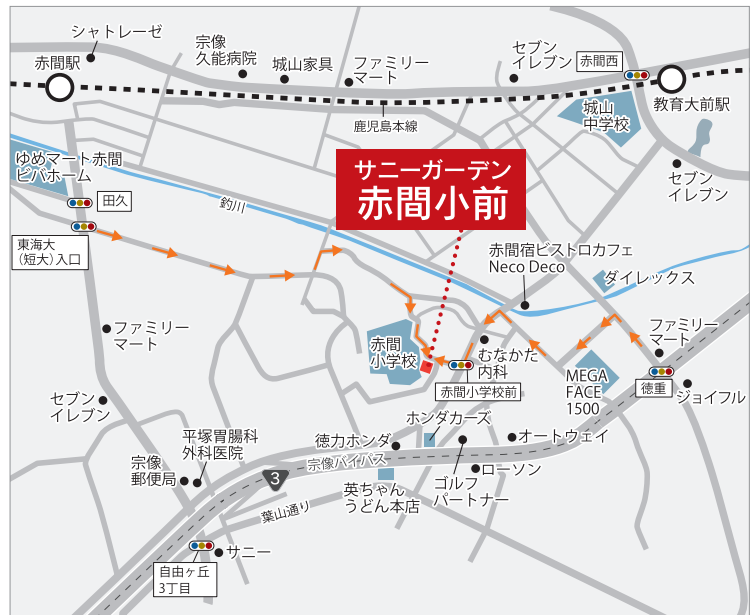 シャトレーゼ
赤間駅
宗像
久能病院
城山家具
ファミリー
マート
セブン
イレブン
赤間西
教育大前駅
城山
中学校
鹿児島本線
ゆめマート赤間
ビバホーム
田久
釣川
サニーガーデン
赤間小前
セブン
イレブン
東海大
(短大)入口
赤間宿ビストロカフェ
Neco Deco
ダイレックス
ファミリー
マート
赤間
小学校
むなかた
内科
ファミリー
マート
MEGA
FACE
1500
徳重
ジョイフル
赤間小学校前
セブン
イレブン
ホンダカーズ
平塚胃腸科
外科医院
徳力ホンダ
オートウェイ
宗像バイパス
宗像
郵便局
3
ローソン
ゴルフ
パートナー
英ちゃん
うどん本店
葉山通り
サニー
自由ヶ丘
3丁目